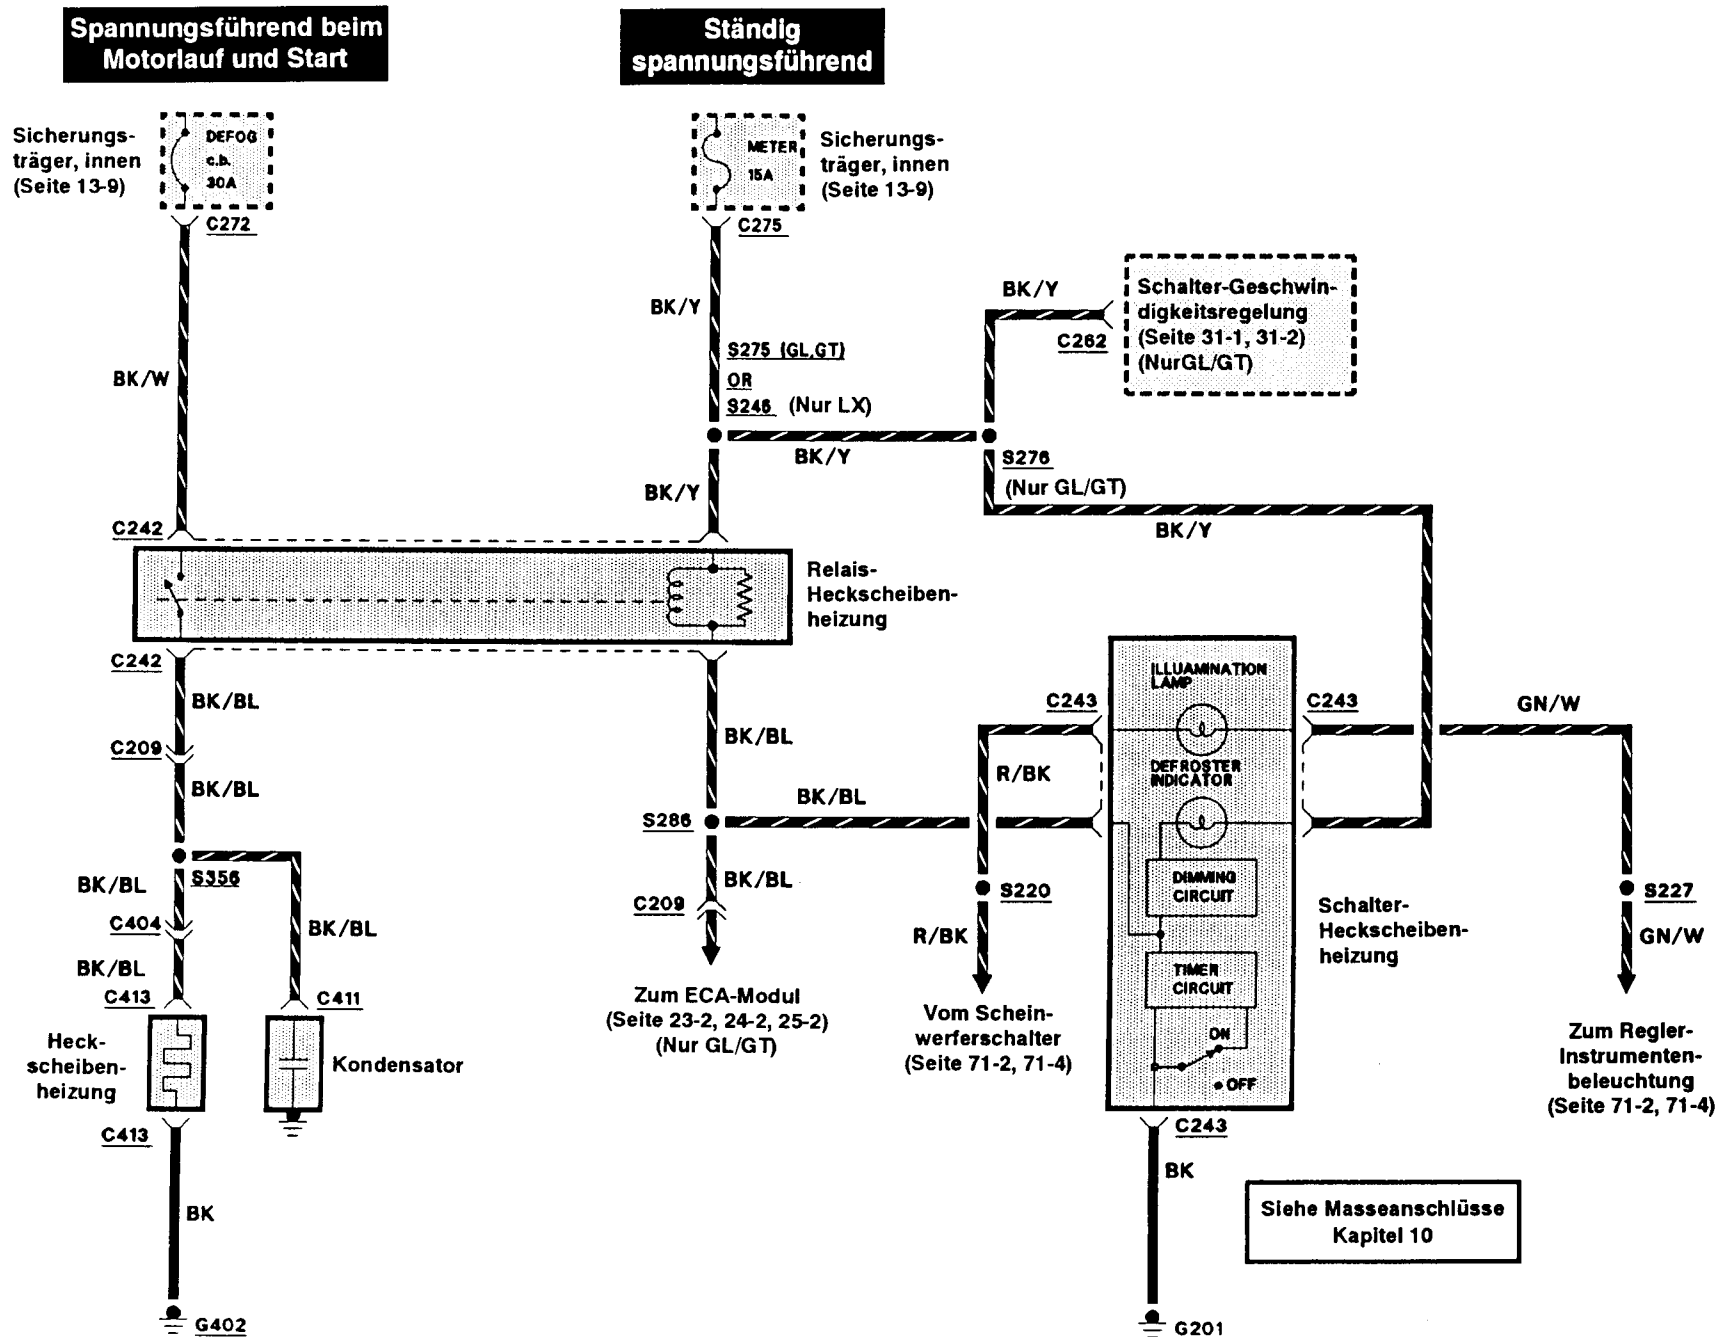 Spannungsführend beim
Motorlauf und Start
Ständig
spannungsführend
Sicherungs-
träger, innen
(Seite 13-9)
DEFOG
c.b.
30A
C272
METER
15A
Sicherungs-
träger, innen
(Seite 13-9)
C275
BK/W
BK/Y
S275 (GL,GT)
OR
S246 (Nur LX)
BK/Y
BK/Y
BK/Y
C262
Schalter-Geschwin-
digkeitsregelung
(Seite 31-1, 31-2)
(NurGL/GT)
S276
(Nur GL/GT)
BK/Y
C242
Relais-
Heckscheiben-
heizung
C242
BK/BL
C209
BK/BL
S356
BK/BL
C404
BK/BL
BK/BL
C413
C411
Heck-
scheiben-
heizung
Kondensator
C413
BK
G402
BK/BL
S286
BK/BL
BK/BL
C209
Zum ECA-Modul
(Seite 23-2, 24-2, 25-2)
(Nur GL/GT)
C243
R/BK
S220
R/BK
Vom Schein-
werferschalter
(Seite 71-2, 71-4)
ILLUAMINATION
LAMP
DEFROSTER
INDICATOR
DIMMING
CIRCUIT
TIMER
CIRCUIT
ON
OFF
C243
GN/W
Schalter-
Heckscheiben-
heizung
S227
GN/W
Zum Regler-
Instrumenten-
beleuchtung
(Seite 71-2, 71-4)
C243
BK
G201
Siehe Masseanschlüsse
Kapitel 10